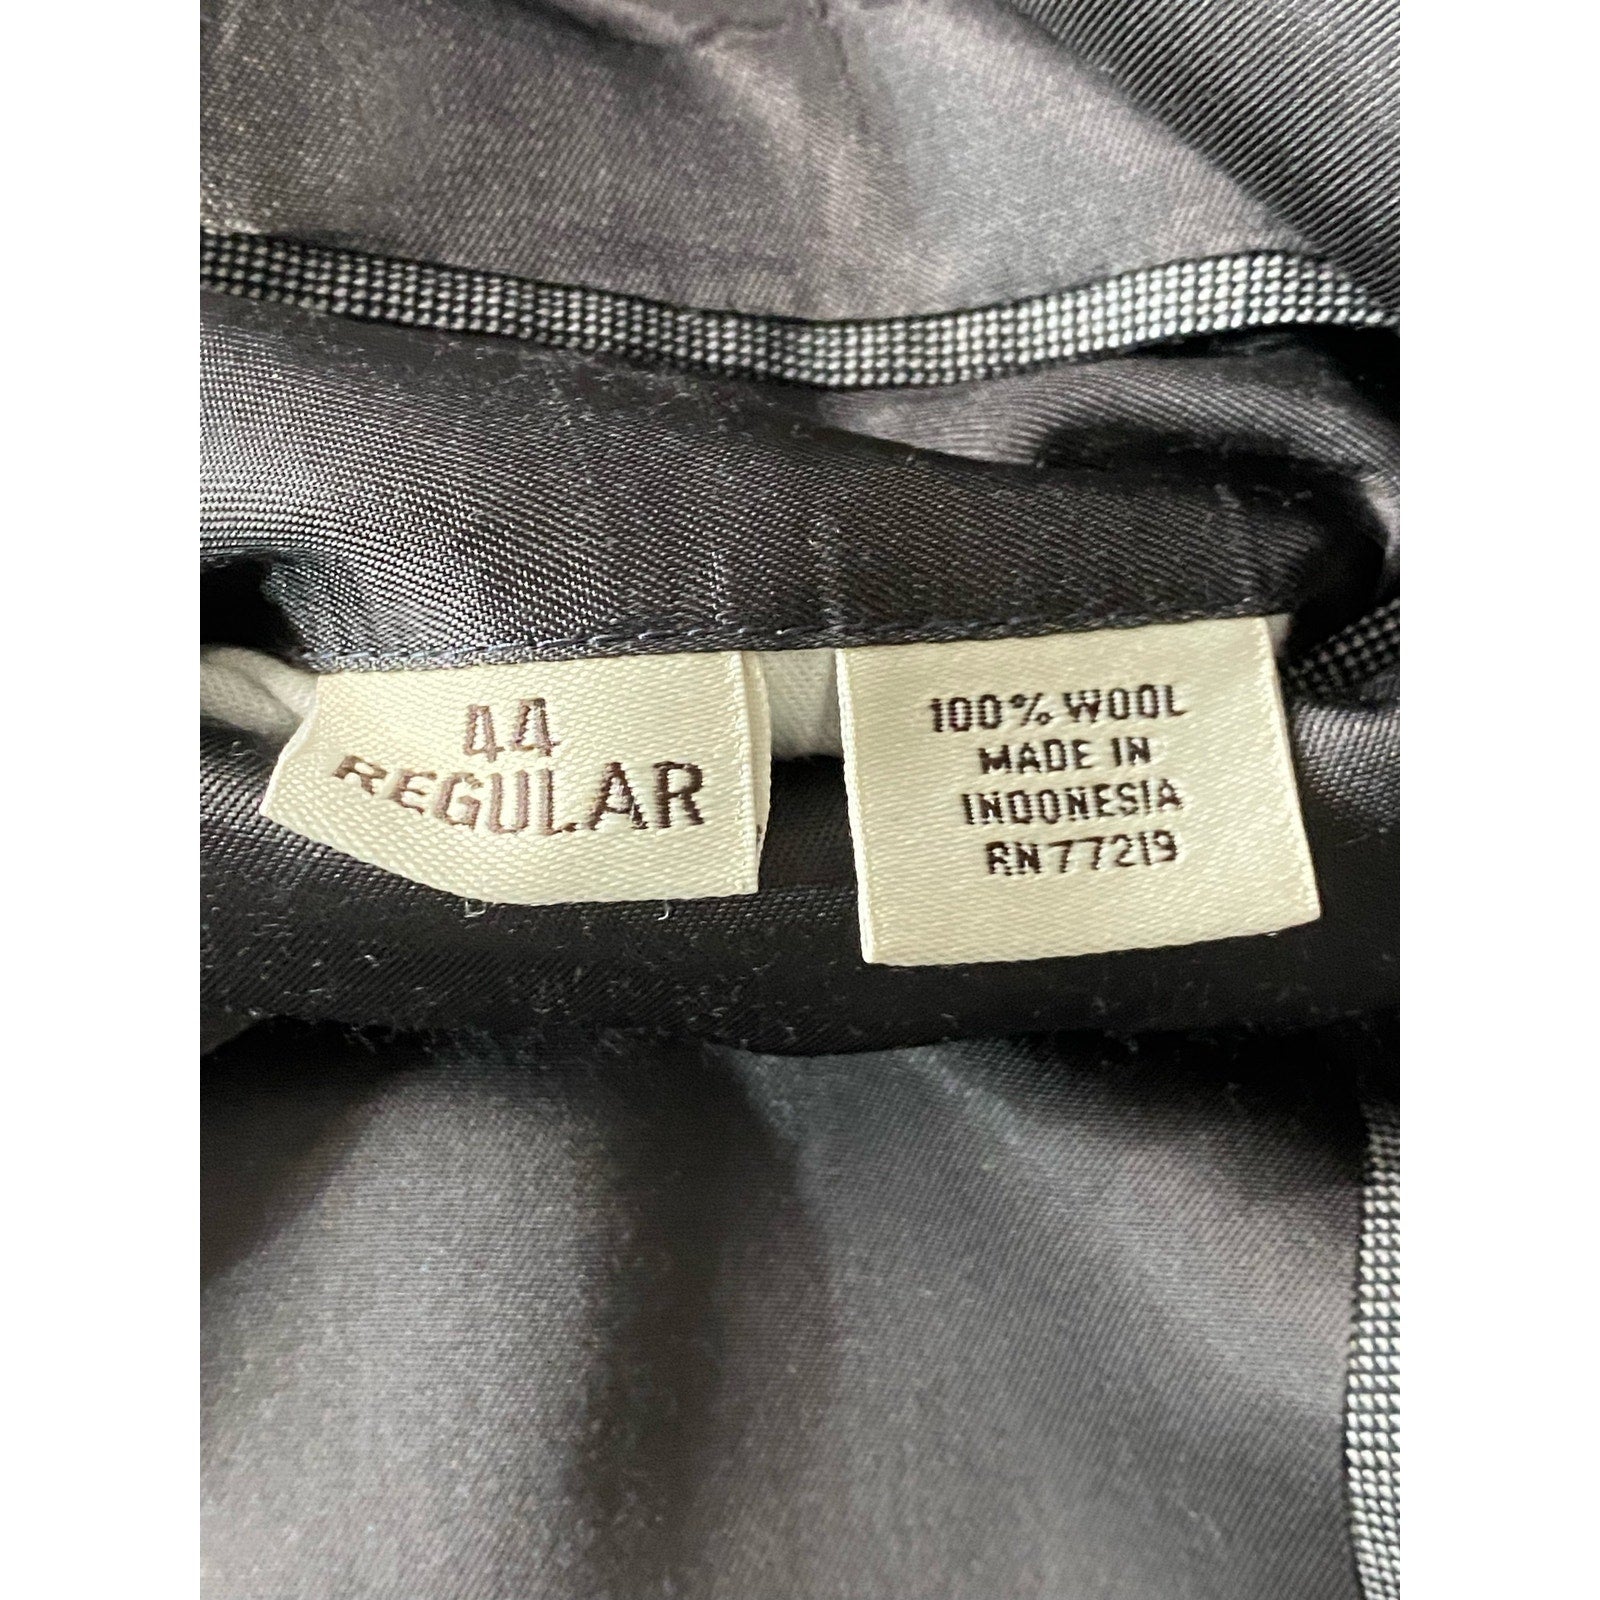 44
REGULAR
100% WOOL
MADE IN
INDONESIA
RN77219